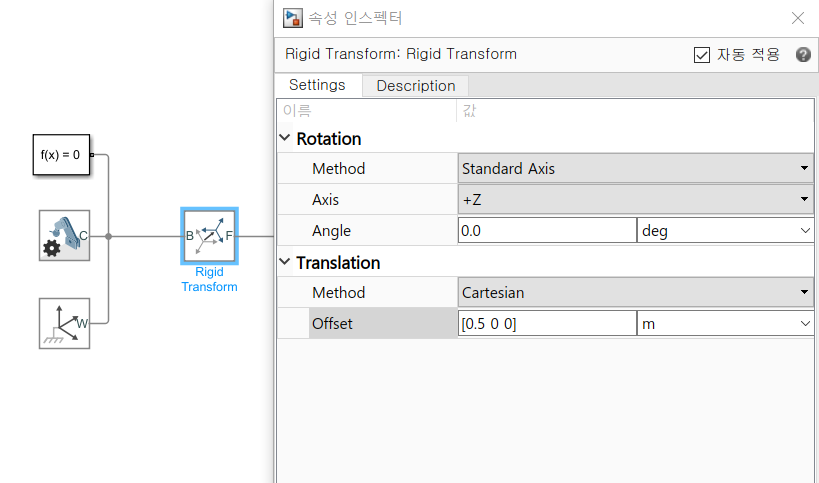 속성 인스펙터
Rigid Transform: Rigid Transform
자동 적용
?
Settings
Description
이름
값
Rotation
Method
Standard Axis
Axis
+Z
Angle
0.0
deg
Translation
Method
Cartesian
Offset
[0.5 0 0]
m
f(x) = 0
C
B
F
Rigid
Transform
W